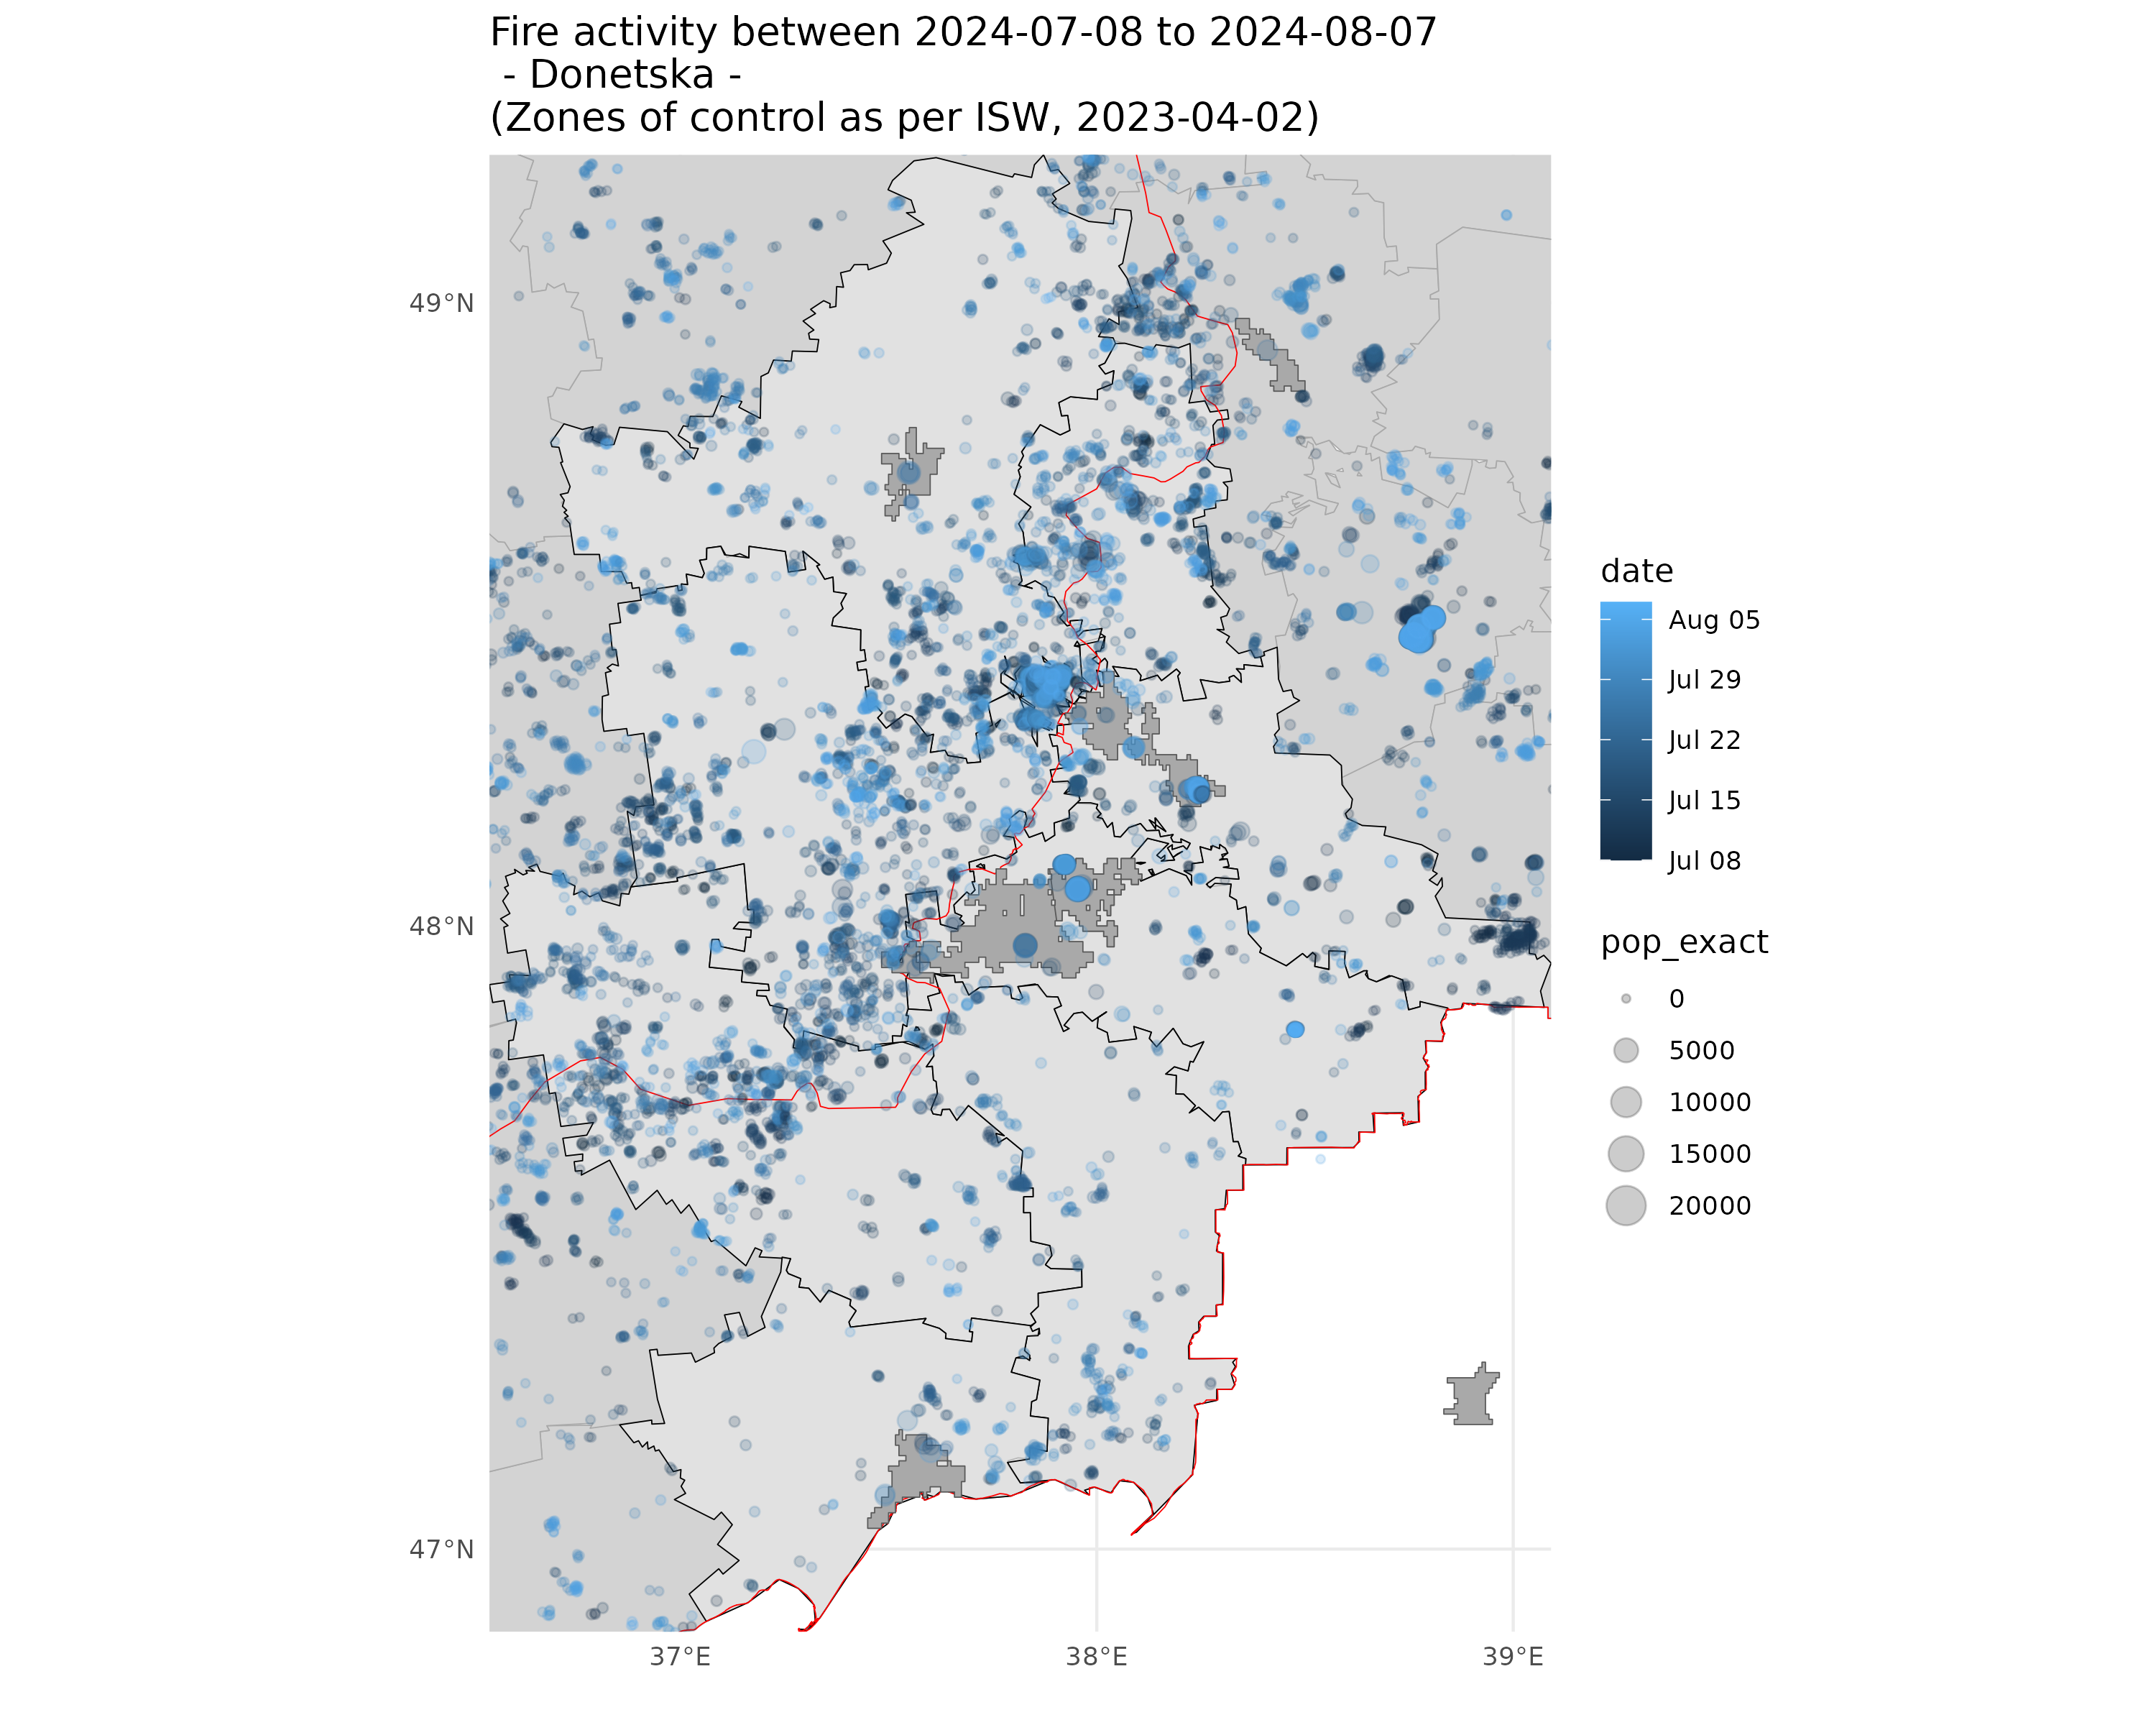 Fire activity between 2024-07-08 to 2024-08-07
- Donetska -
(Zones of control as per ISW, 2023-04-02)
49°N
48°N
47°N
37°E
38°E
39°E
date
Aug 05
Jul 29
Jul 22
Jul 15
Jul 08
pop_exact
0
5000
10000
15000
20000